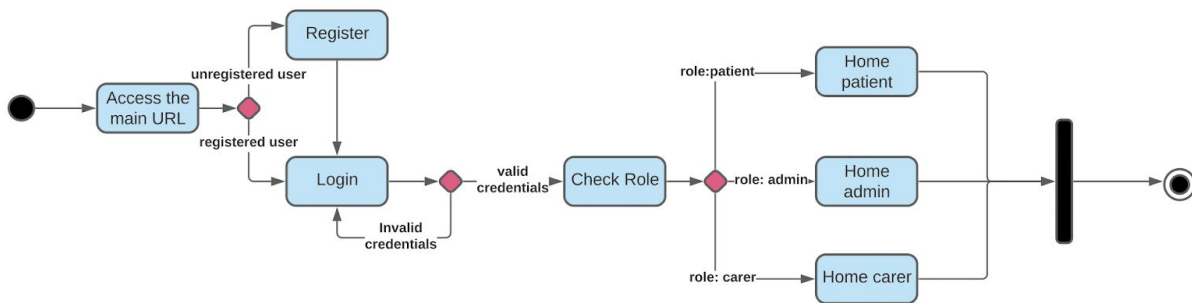 Register
unregistered user
Access the
main URL
registered user
Login
valid
credentials
Invalid
credentials
Check Role
role:patient
Home
patient
role: admin
Home
admin
role: carer
Home carer